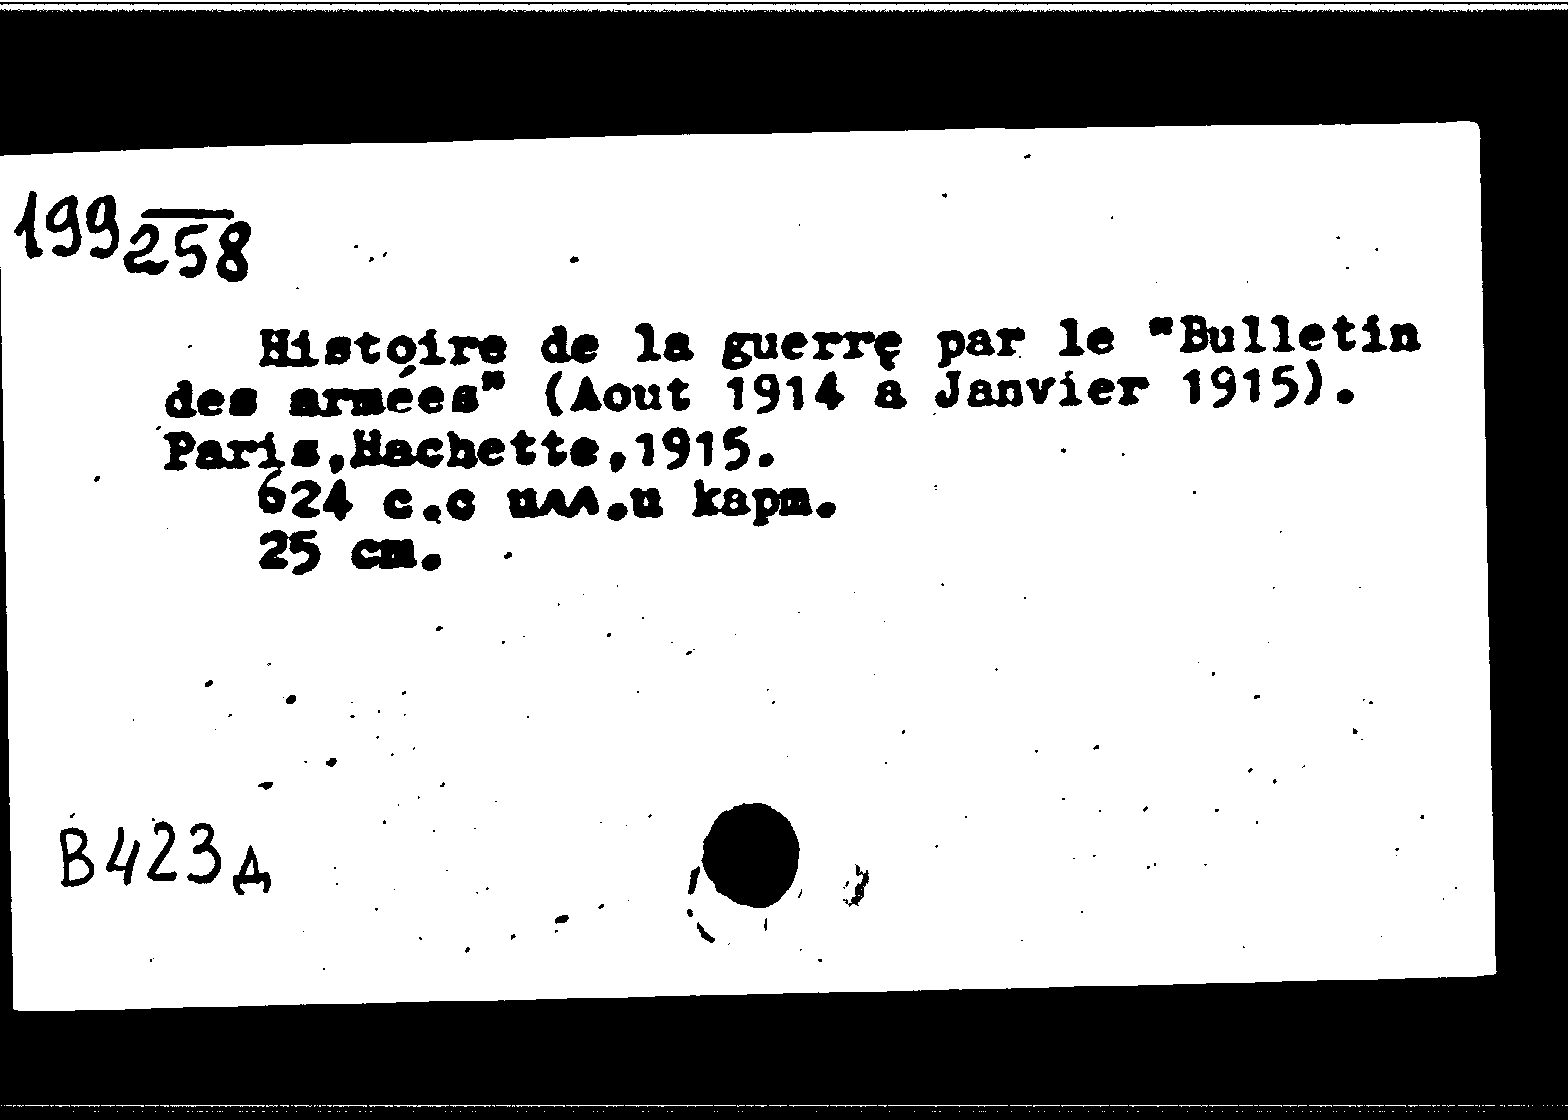 199 258
Histoire de la guerre par le "Bulletin
des armées" (Aout 1914 a Janvier 1915).
Paris,Hachette,1915.
624 с.с илл.и карт.
25 см.
В423д